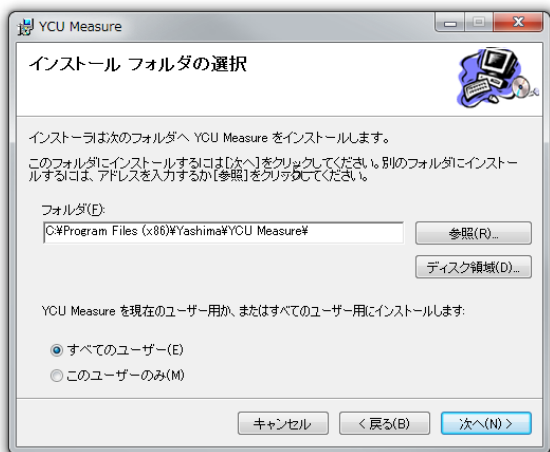 YCU Measure
インストール フォルダの選択
インストーラは次のフォルダへ YCU Measure をインストールします。
このフォルダにインストールするには[次へ]をクリックしてください。別のフォルダにインストー
ルするには、アドレスを入力するか[参照]をクリックしてください。
フォルダ(F):
C:¥Program Files (x86)¥Yashima¥YCU Measure¥
参照(R)...
ディスク領域(D)...
YCU Measure を現在のユーザー用か、またはすべてのユーザー用にインストールします:
すべてのユーザー(E)
このユーザーのみ(M)
キャンセル
< 戻る(B)
次へ(N) >